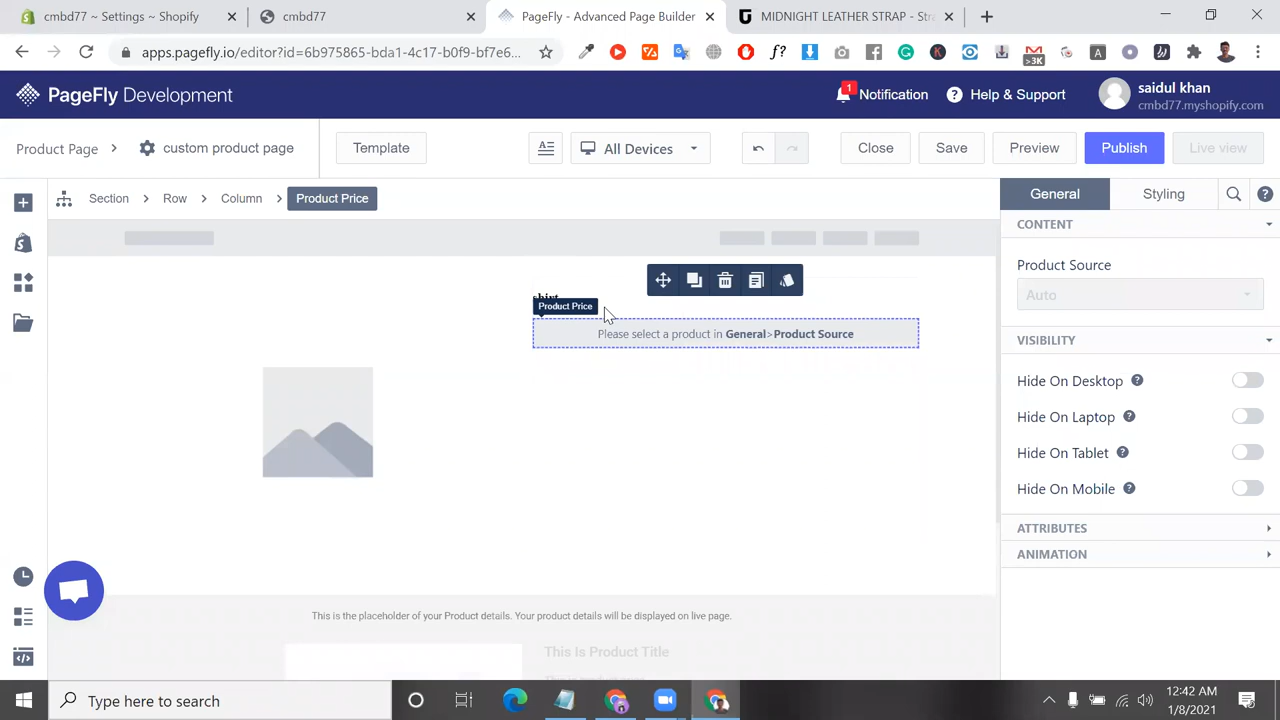 cmbd77 ~ Settings ~ Shopify
cmbd77
PageFly - Advanced Page Builder
MIDNIGHT LEATHER STRAP - Stra
apps.pagefly.io/editor?id=6b975865-bda1-4c17-b0f9-bf7e6...
>3K
PageFly Development
1
Notification
Help & Support
saidul khan
cmbd77.myshopify.com
Product Page
custom product page
Template
All Devices
Close
Save
Preview
Publish
Live view
Section
Row
Column
Product Price
General
Styling
CONTENT
Product Source
Auto
VISIBILITY
Hide On Desktop
Hide On Laptop
Hide On Tablet
Hide On Mobile
ATTRIBUTES
ANIMATION
shirt
Product Price
Please select a product in General>Product Source
This is the placeholder of your Product details. Your product details will be displayed on live page.
This Is Product Title
Type here to search
12:42 AM
1/8/2021